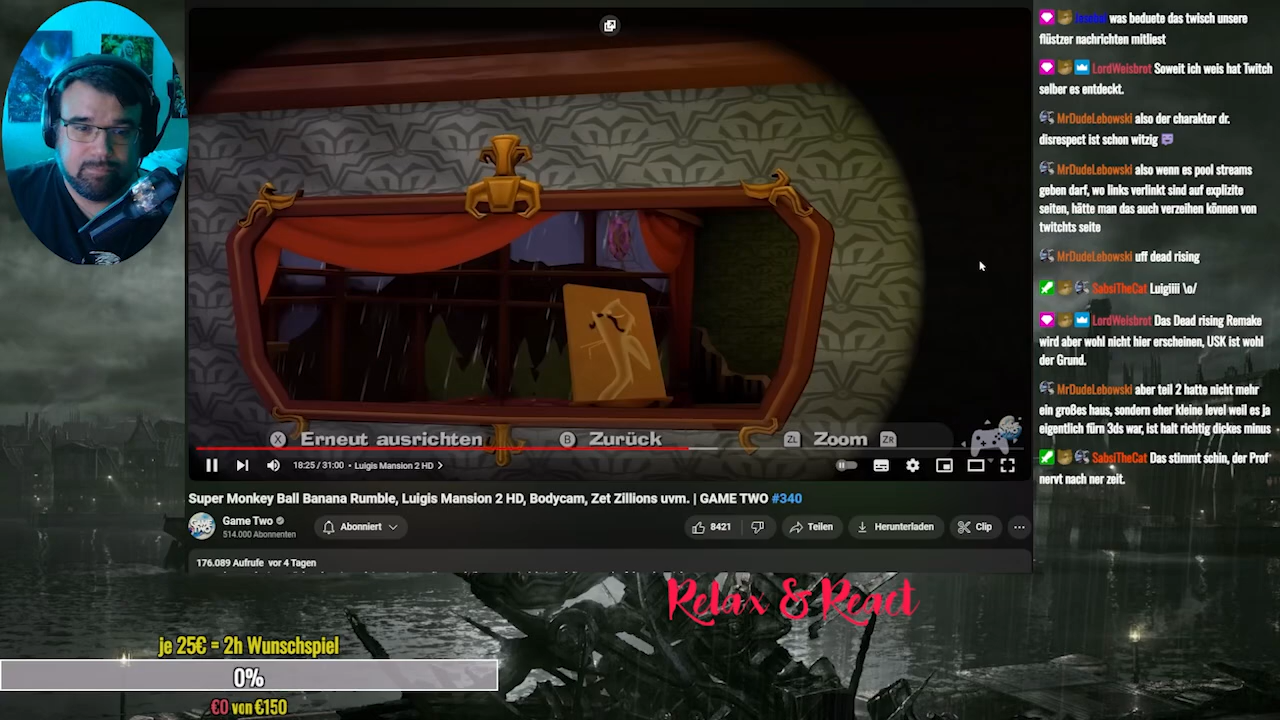 Erneut ausrichten
Zurück
Zoom
X
B
ZL
ZR
18:25 / 31:00 • Luigis Mansion 2 HD
Super Monkey Ball Banana Rumble, Luigis Mansion 2 HD, Bodycam, Zet Zillions uvm. | GAME TWO #340
Game Two
514.000 Abonnenten
Abonniert
8421
Teilen
Herunterladen
Clip
176.089 Aufrufe vor 4 Tagen
Relax & React
je 25€ = 2h Wunschspiel
0%
€0 von €150
was beduete das twisch unsere
flüstzer nachrichten mitliest
LordWeisbrot Soweit ich weis hat Twitch
selber es entdeckt.
MrDudeLebowski also der charakter dr.
disrespect ist schon witzig
MrDudeLebowski also wenn es pool streams
geben darf, wo links verlinkt sind auf explizite
seiten, hätte man das auch verzeihen können von
twitchts seite
MrDudeLebowski uff dead rising
SabsiTheCat Luigiiii \o/
LordWeisbrot Das Dead rising Remake
wird aber wohl nicht hier erscheinen, USK ist wohl
der Grund.
MrDudeLebowski aber teil 2 hatte nicht mehr
ein großes haus, sondern eher kleine level weil es ja
eigentlich fürn 3ds war, ist halt richtig dickes minus
SabsiTheCat Das stimmt schin, der Prof
nervt nach ner zeit.